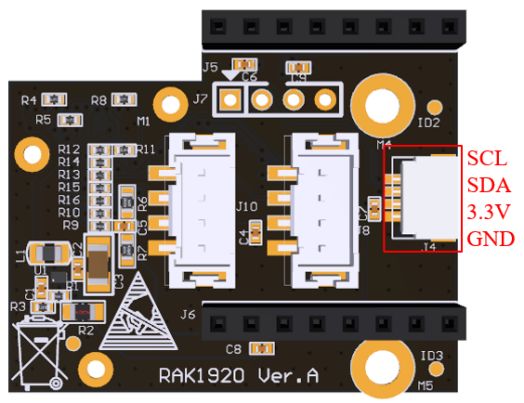 J5
C6
C9
R4
R8
J7
R5
M1
ID2
M4
SCL
SDA
3.3V
GND
R12
R11
R14
R13
R15
R16
R10
R9
R6
C5
R7
J10
C4
C7
J8
J4
L1
C2
C3
C1
R1
R3
R2
J6
C8
ID3
M5
RAK1920 Ver.A